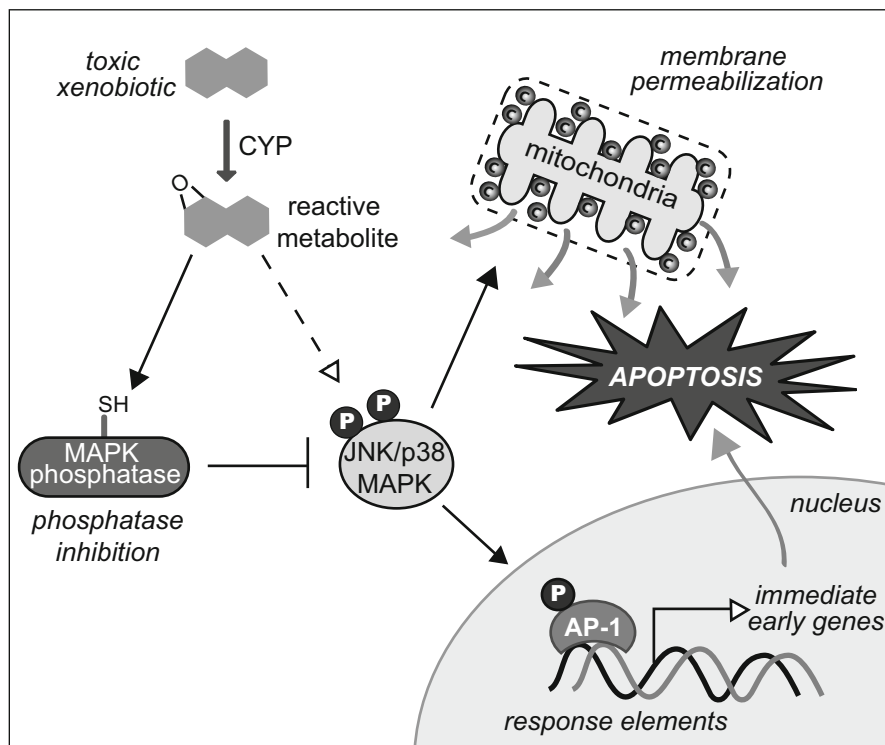 toxic
xenobiotic
CYP
O
reactive
metabolite
SH
MAPK
phosphatase
phosphatase
inhibition
P P
JNK/p38
MAPK
membrane
permeabilization
C C C C C C C C C C C C C C C C C C
mitochondria
APOPTOSIS
nucleus
P
AP-1
immediate
early genes
response elements